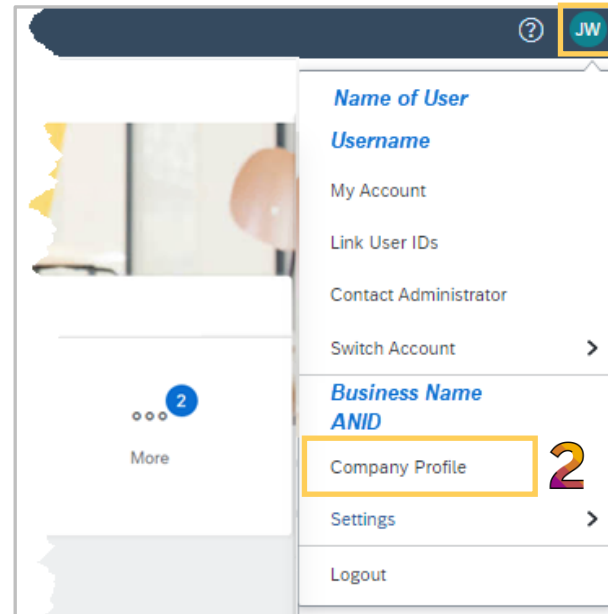 ?
JW
Name of User
Username
My Account
Link User IDs
Contact Administrator
Switch Account
Business Name
ANID
2
More
Company Profile
2
Settings
Logout